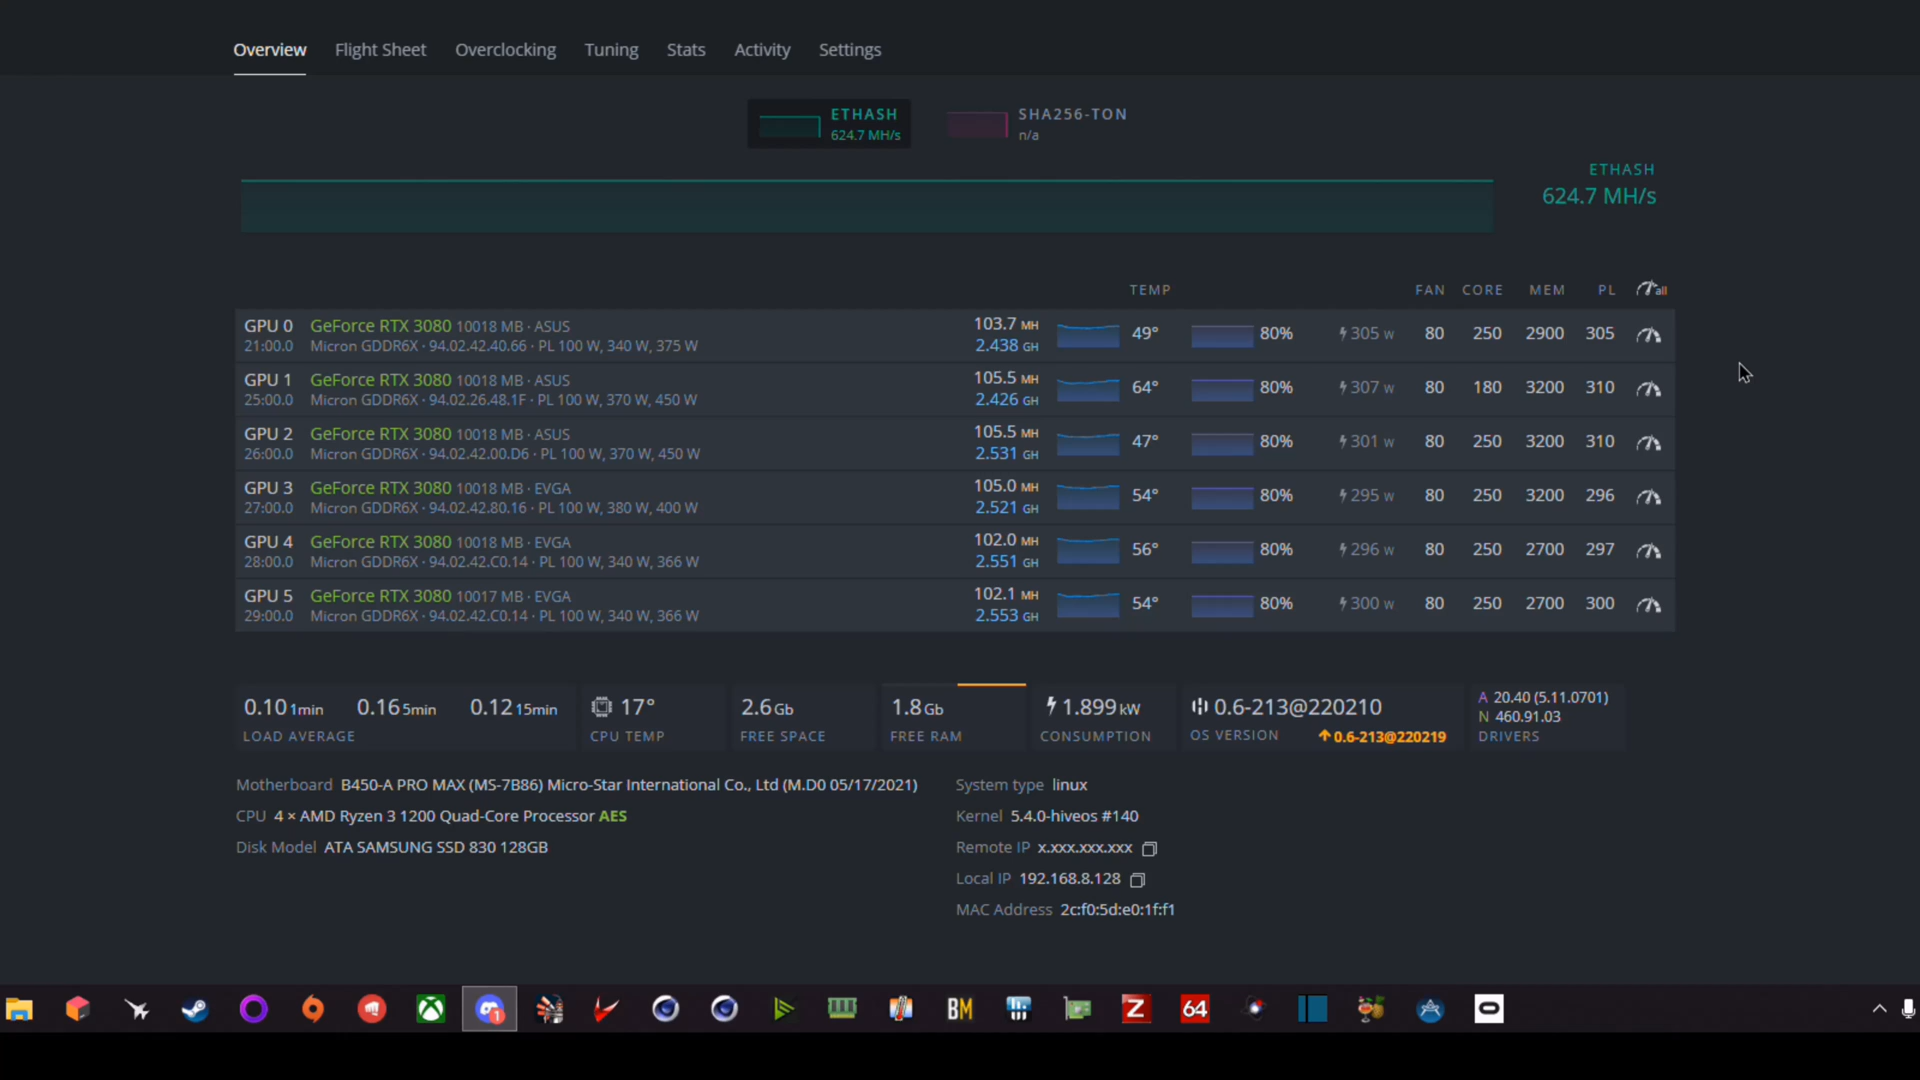 Overview Flight Sheet Overclocking Tuning Stats Activity Settings
ETHASH
624.7 MH/s
SHA256-TON
n/a
ETHASH
624.7 MH/s
TEMP FAN CORE MEM PL all
GPU 0 GeForce RTX 3080 10018 MB · ASUS 103.7 MH 49° 80% 305 W 80 250 2900 305
21:00.0 Micron GDDR6X · 94.02.42.40.66 · PL 100 W, 340 W, 375 W 2.438 GH
GPU 1 GeForce RTX 3080 10018 MB · ASUS 105.5 MH 64° 80% 307 W 80 180 3200 310
25:00.0 Micron GDDR6X · 94.02.26.48.1F · PL 100 W, 370 W, 450 W 2.426 GH
GPU 2 GeForce RTX 3080 10018 MB · ASUS 105.5 MH 47° 80% 301 W 80 250 3200 310
26:00.0 Micron GDDR6X · 94.02.42.00.D6 · PL 100 W, 370 W, 450 W 2.531 GH
GPU 3 GeForce RTX 3080 10018 MB · EVGA 105.0 MH 54° 80% 295 W 80 250 3200 296
27:00.0 Micron GDDR6X · 94.02.42.80.16 · PL 100 W, 380 W, 400 W 2.521 GH
GPU 4 GeForce RTX 3080 10018 MB · EVGA 102.0 MH 56° 80% 296 W 80 250 2700 297
28:00.0 Micron GDDR6X · 94.02.42.C0.14 · PL 100 W, 340 W, 366 W 2.551 GH
GPU 5 GeForce RTX 3080 10017 MB · EVGA 102.1 MH 54° 80% 300 W 80 250 2700 300
29:00.0 Micron GDDR6X · 94.02.42.C0.14 · PL 100 W, 340 W, 366 W 2.553 GH
0.10 1min 0.16 5min 0.12 15min
LOAD AVERAGE
17°
CPU TEMP
2.6 Gb
FREE SPACE
1.8 Gb
FREE RAM
1.899 kW
CONSUMPTION
0.6-213@220210
OS VERSION 0.6-213@220219
A 20.40 (5.11.0701)
N 460.91.03
DRIVERS
Motherboard B450-A PRO MAX (MS-7B86) Micro-Star International Co., Ltd (M.D0 05/17/2021)
CPU 4 × AMD Ryzen 3 1200 Quad-Core Processor AES
Disk Model ATA SAMSUNG SSD 830 128GB
System type linux
Kernel 5.4.0-hiveos #140
Remote IP x.xxx.xxx.xxx
Local IP 192.168.8.128
MAC Address 2c:f0:5d:e0:1f:f1
1 BM Z 64